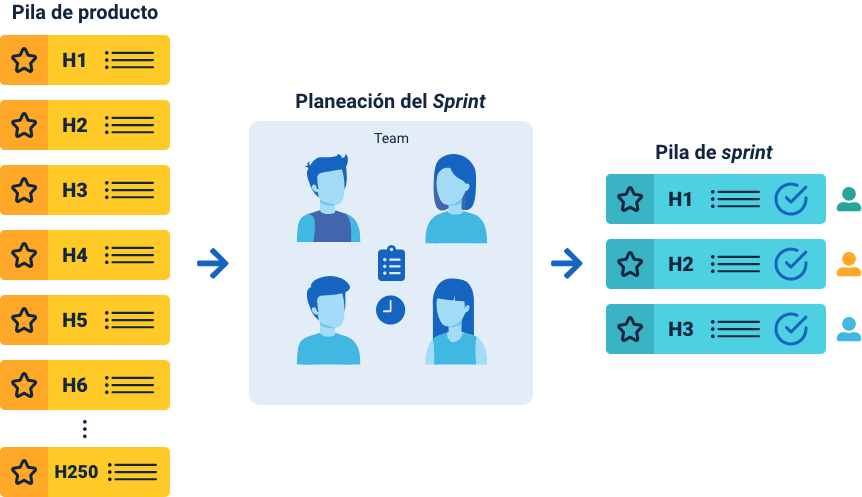 Pila de producto
H1
H2
H3
H4
H5
H6
H250
Planeación del Sprint
Team
Pila de sprint
H1
H2
H3